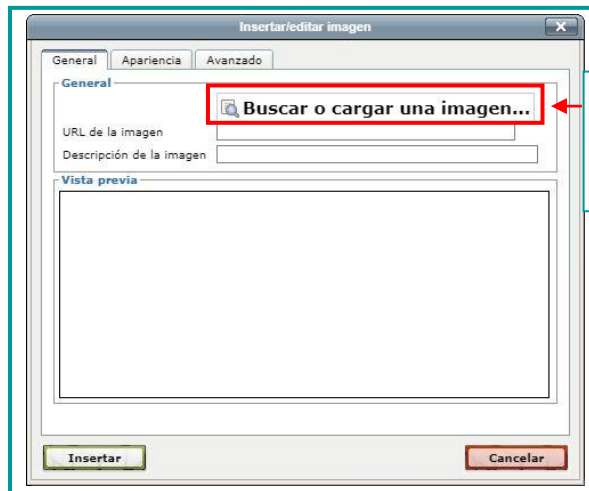 Insertar/editar imagen
General Apariencia Avanzado
General
Buscar o cargar una imagen...
URL de la imagen
Descripción de la imagen
Vista previa
Insertar Cancelar